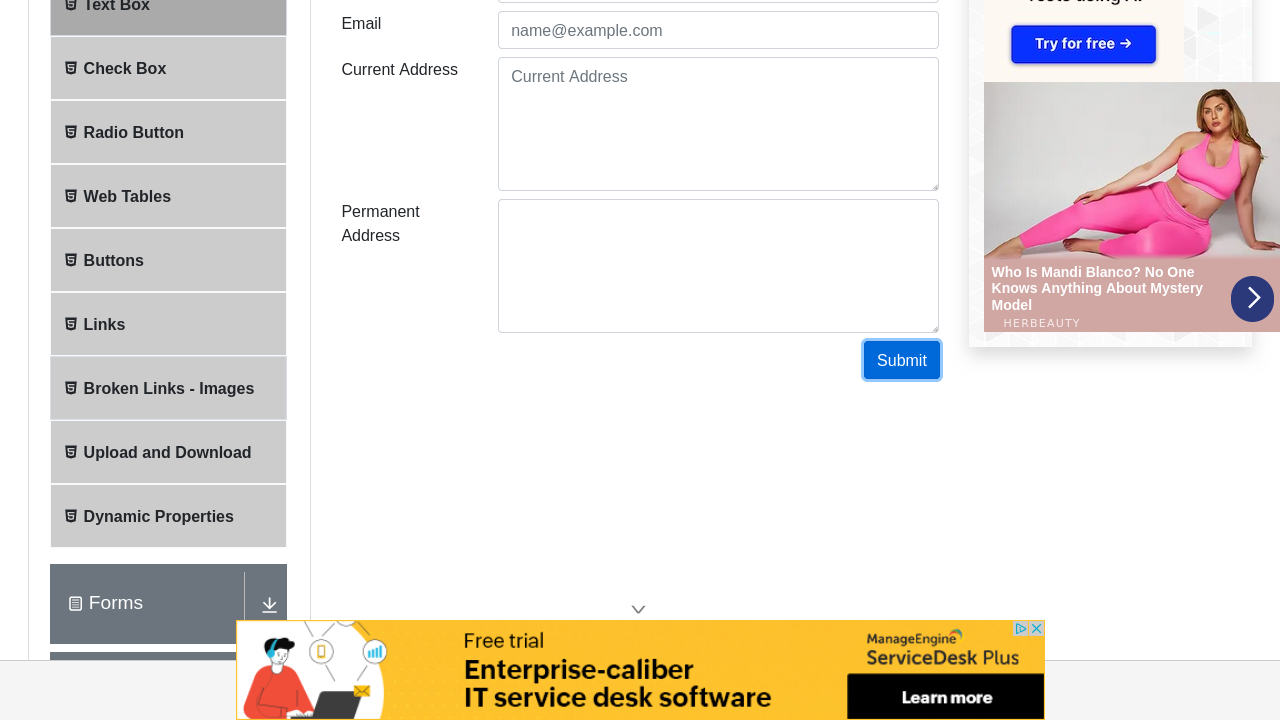 Text Box
Check Box
Radio Button
Web Tables
Buttons
Links
Broken Links - Images
Upload and Download
Dynamic Properties
Forms
Email
name@example.com
Current Address
Current Address
Permanent
Address
Submit
Try for free →
Who Is Mandi Blanco? No One
Knows Anything About Mystery
Model
HERBEAUTY
Free trial
Enterprise-caliber
IT service desk software
ManageEngine
ServiceDesk Plus
Learn more